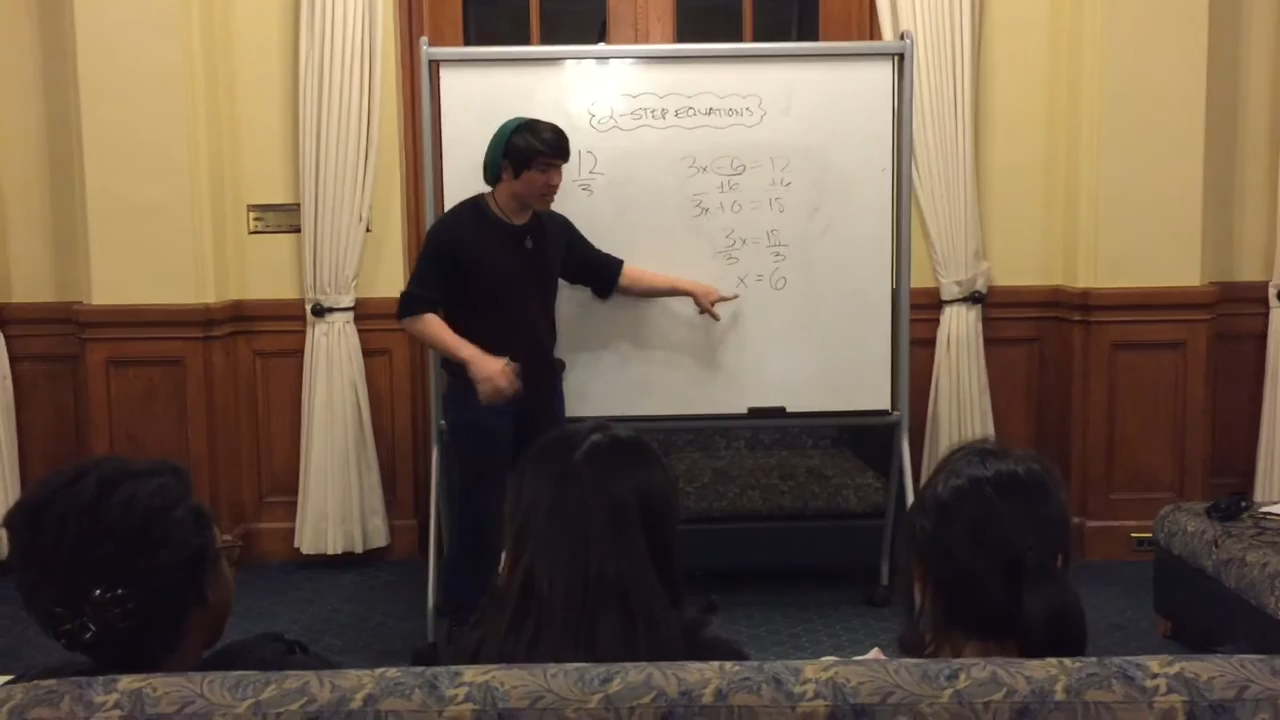 2-STEP EQUATIONS
12
3
3x - 6 = 12
+6 +6
3x + 0 = 18
3x = 18
3 3
x = 6